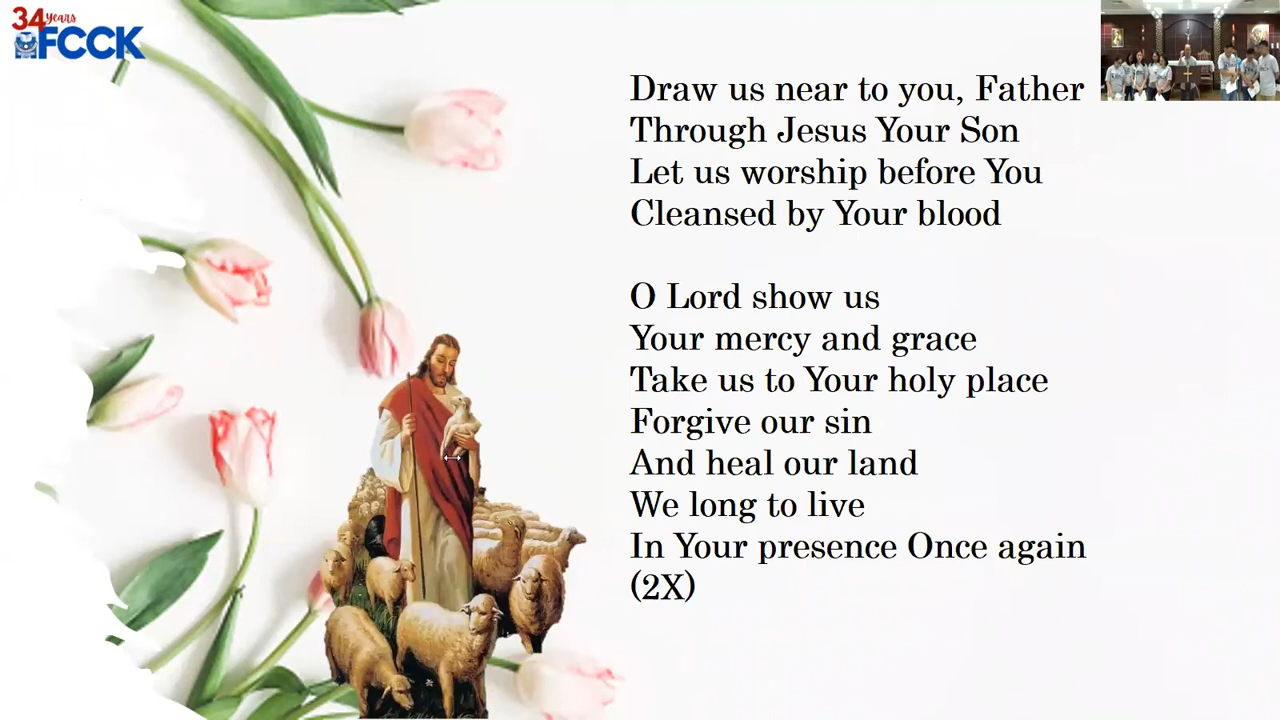 34 Years
FCCK
Draw us near to you, Father
Through Jesus Your Son
Let us worship before You
Cleansed by Your blood
O Lord show us
Your mercy and grace
Take us to Your holy place
Forgive our sin
And heal our land
We long to live
In Your presence Once again
(2X)